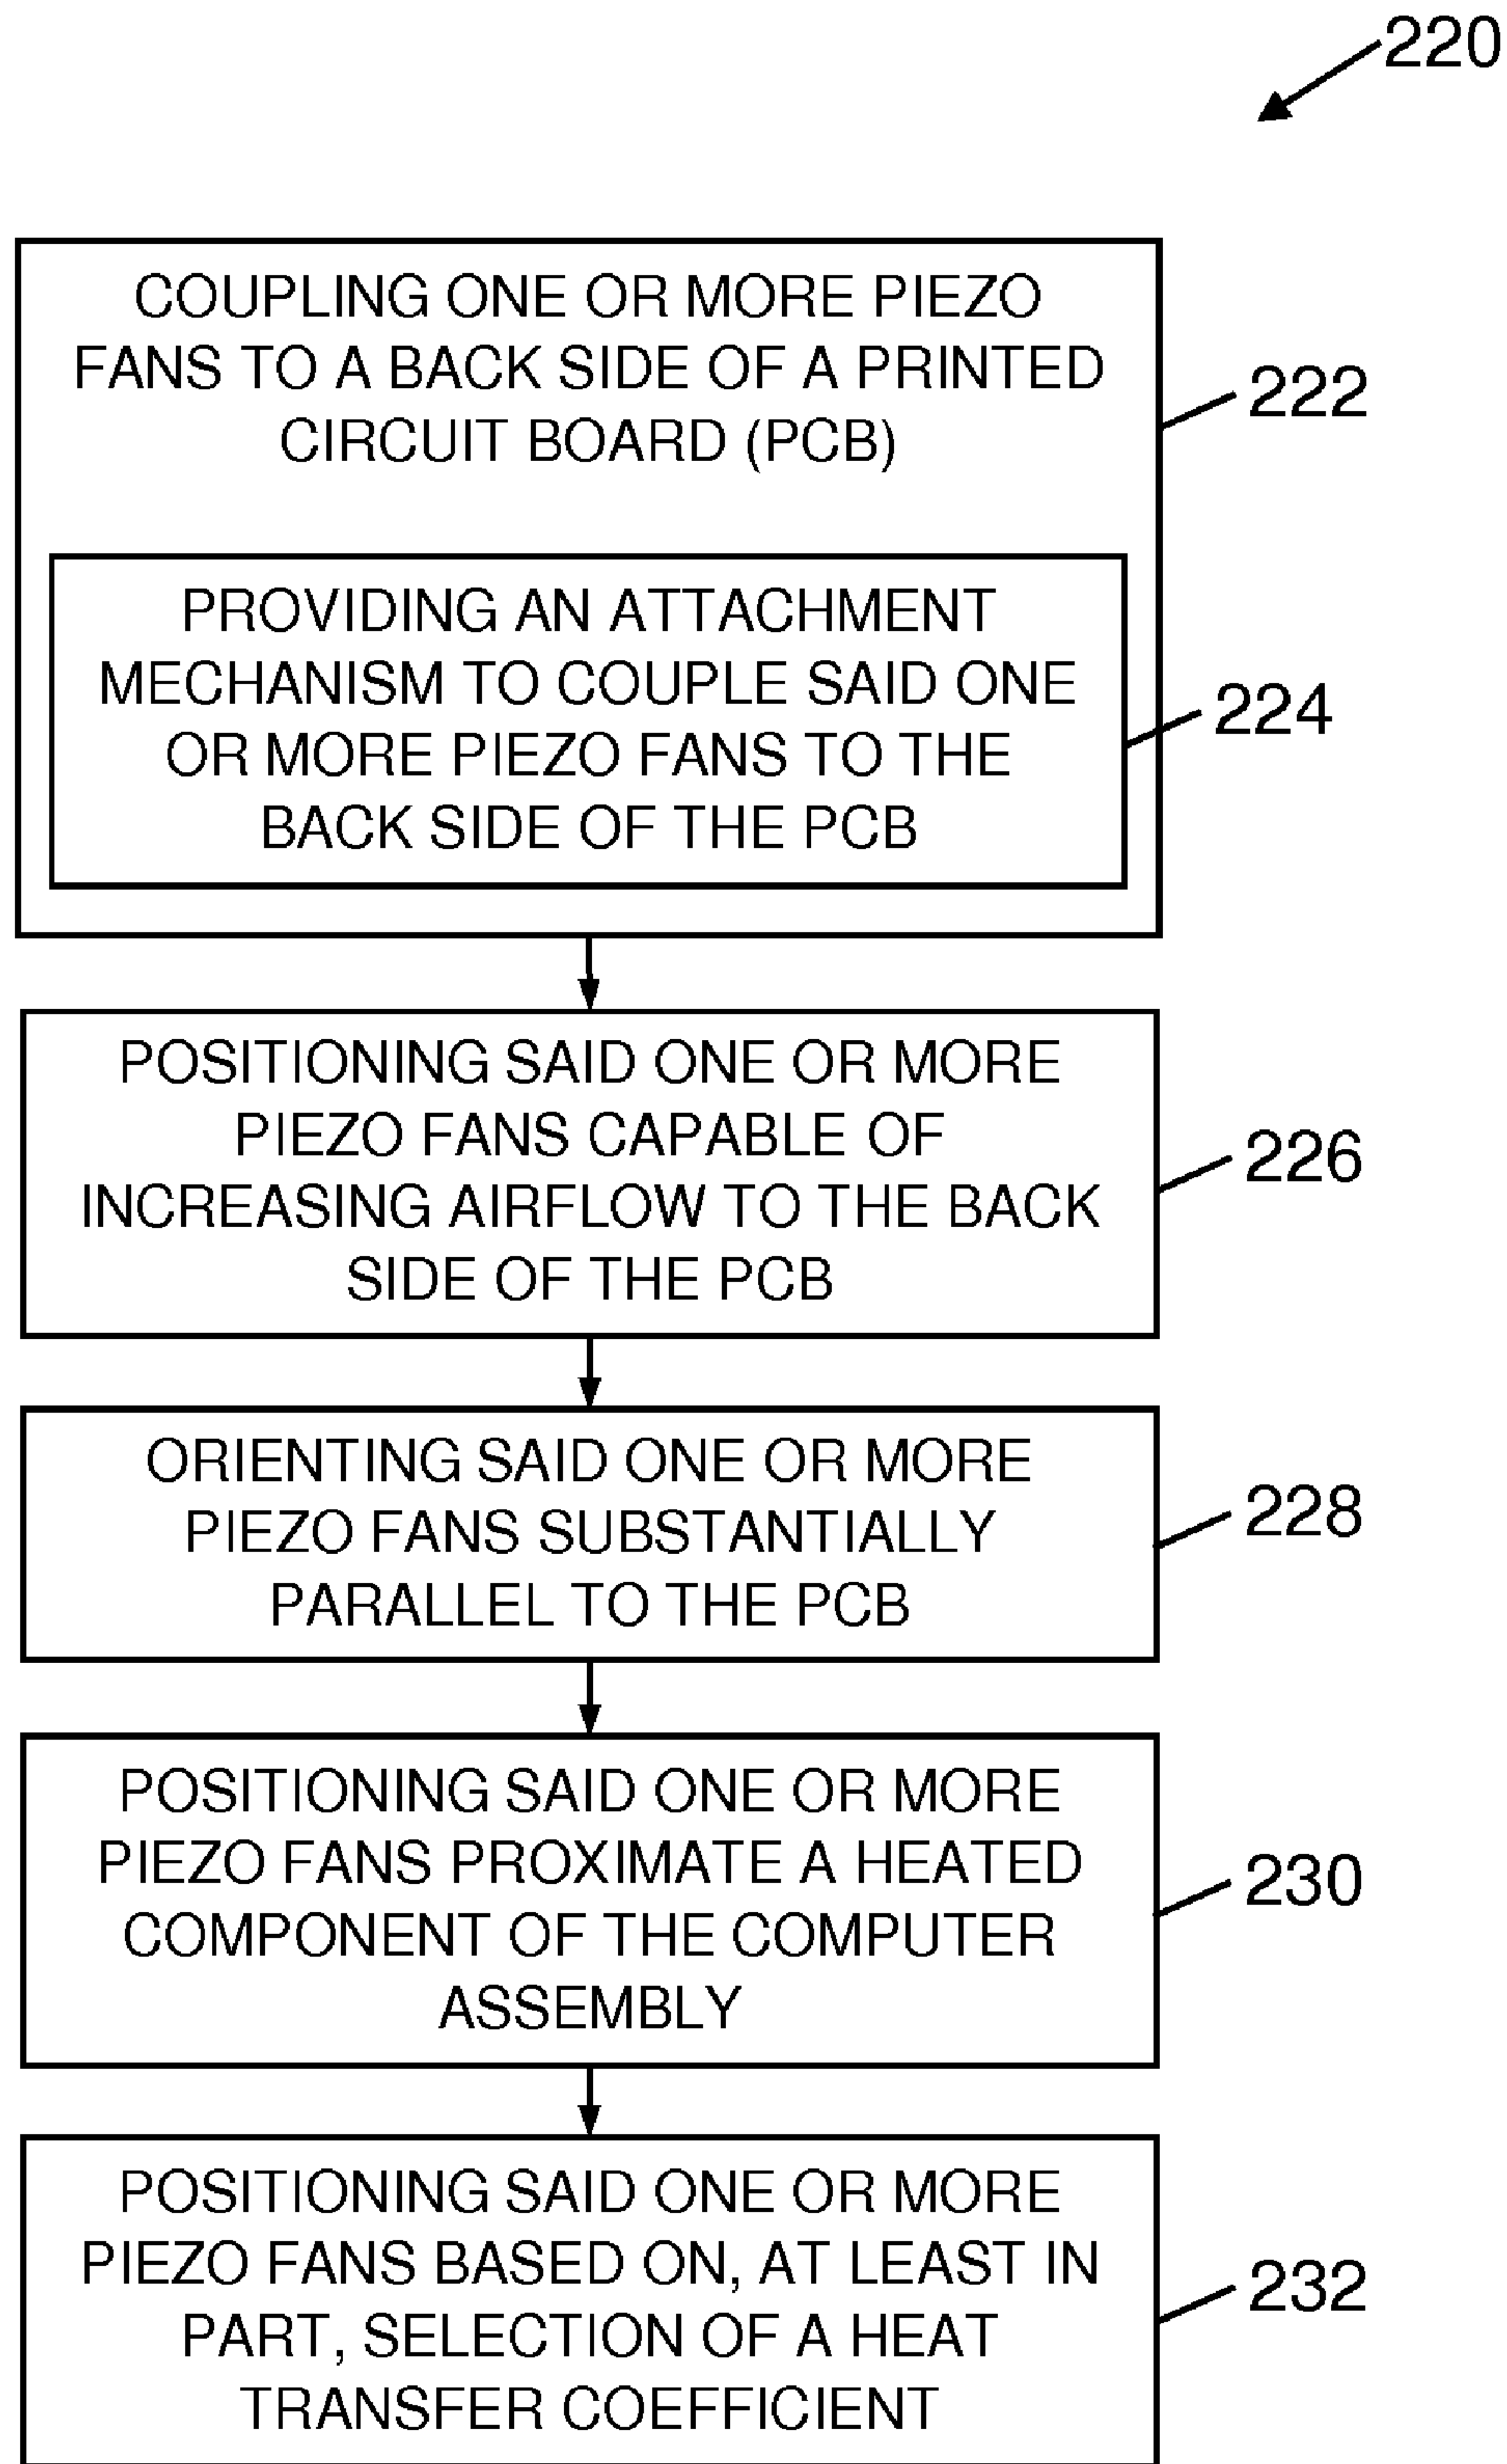 220
COUPLING ONE OR MORE PIEZO
FANS TO A BACK SIDE OF A PRINTED
CIRCUIT BOARD (PCB)
222
PROVIDING AN ATTACHMENT
MECHANISM TO COUPLE SAID ONE
OR MORE PIEZO FANS TO THE
BACK SIDE OF THE PCB
224
POSITIONING SAID ONE OR MORE
PIEZO FANS CAPABLE OF
INCREASING AIRFLOW TO THE BACK
SIDE OF THE PCB
226
ORIENTING SAID ONE OR MORE
PIEZO FANS SUBSTANTIALLY
PARALLEL TO THE PCB
228
POSITIONING SAID ONE OR MORE
PIEZO FANS PROXIMATE A HEATED
COMPONENT OF THE COMPUTER
ASSEMBLY
230
POSITIONING SAID ONE OR MORE
PIEZO FANS BASED ON, AT LEAST IN
PART, SELECTION OF A HEAT
TRANSFER COEFFICIENT
232